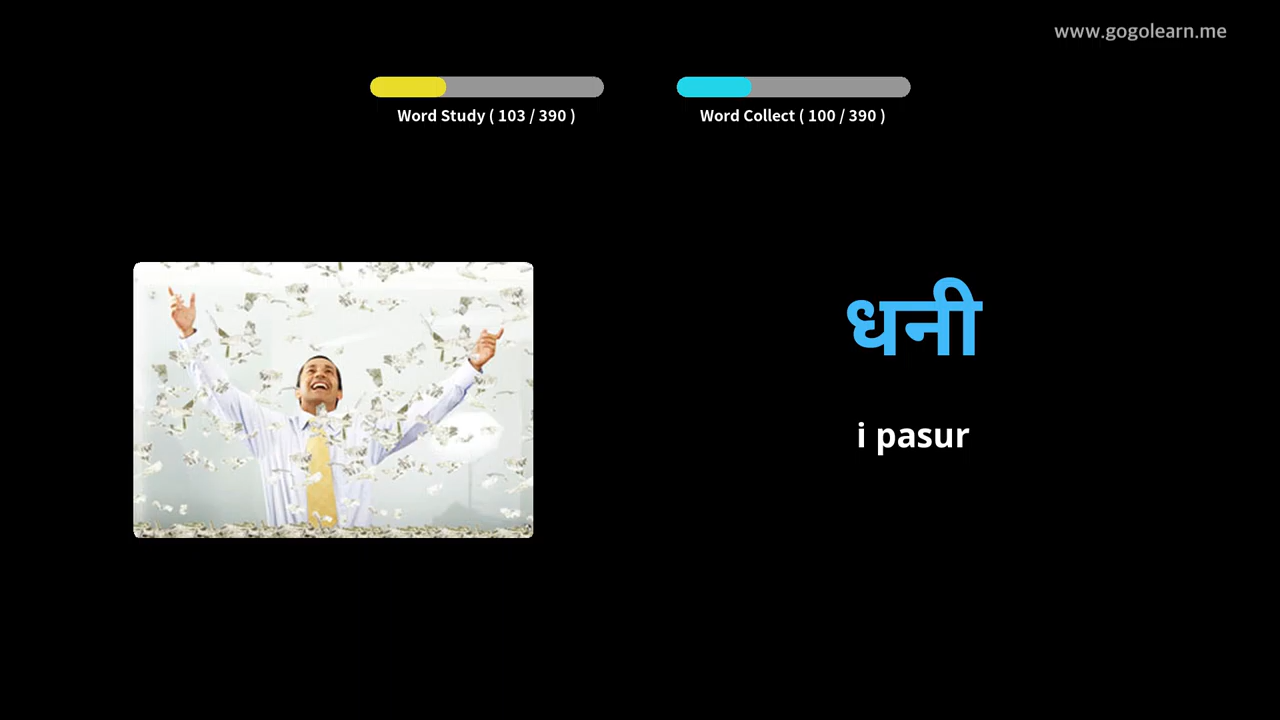 www.gogolearn.me
Word Study ( 103 / 390 )
Word Collect ( 100 / 390 )
धनी
i pasur